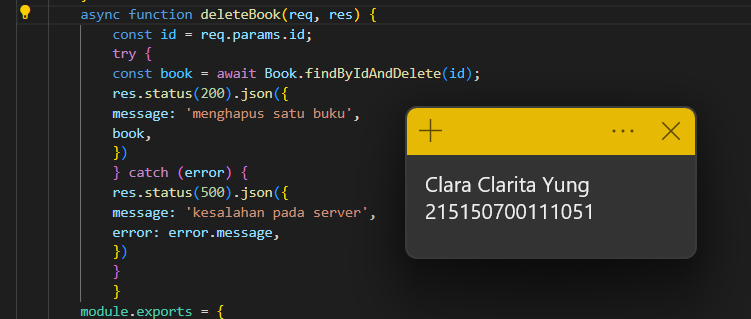 async function deleteBook(req, res) {
const id = req.params.id;
try {
const book = await Book.findByIdAndDelete(id);
res.status(200).json({
message: 'menghapus satu buku',
book,
})
} catch (error) {
res.status(500).json({
message: 'kesalahan pada server',
error: error.message,
})
}
}
module.exports = {
Clara Clarita Yung
215150700111051